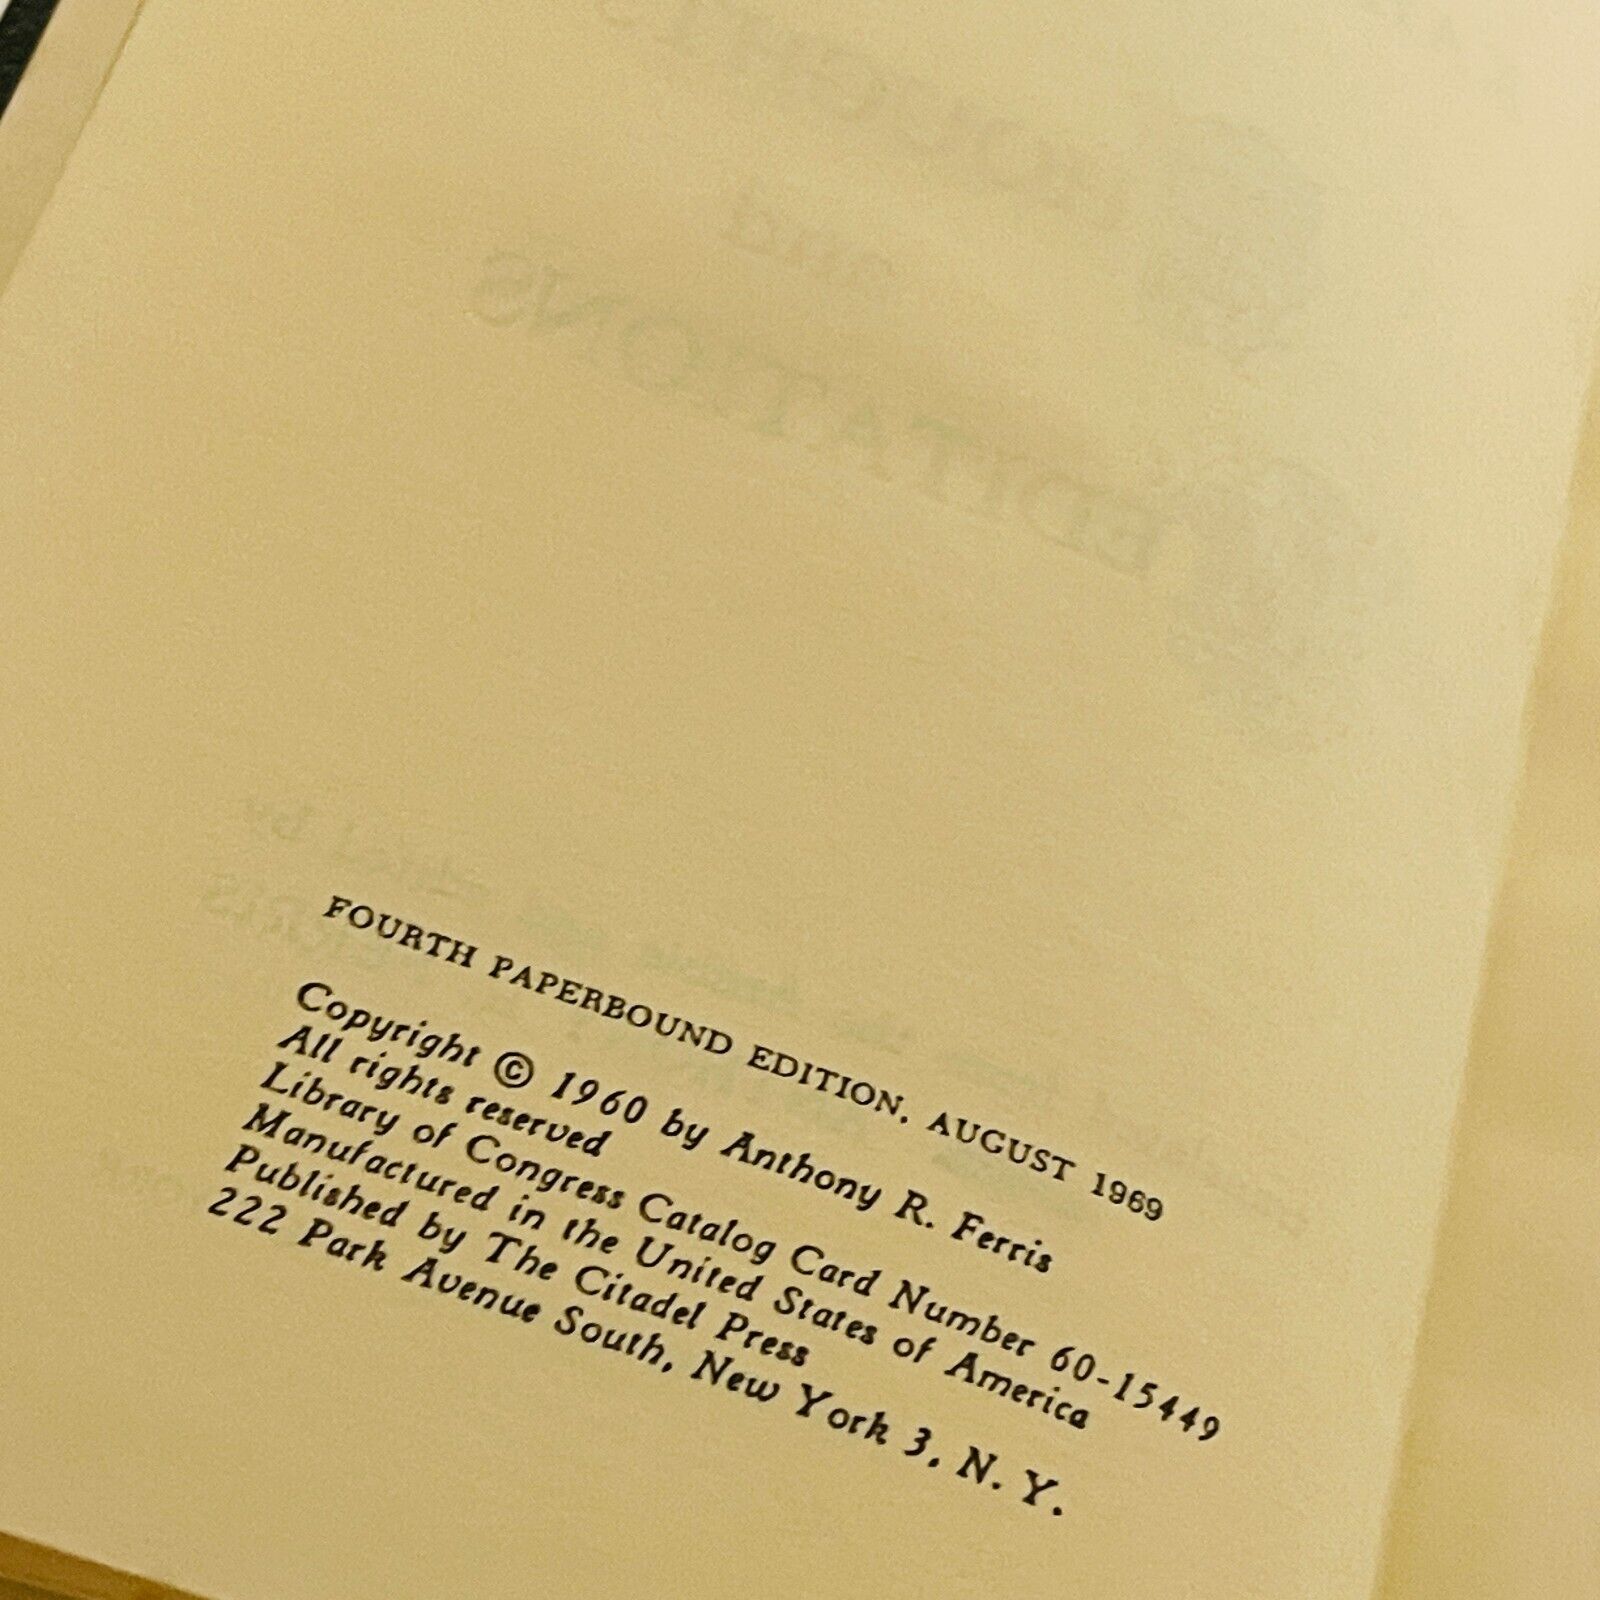 FOURTH PAPERBOUND EDITION, AUGUST 1969
Copyright © 1960 by Anthony R. Ferris
All rights reserved
Library of Congress Catalog Card Number 60-15449
Manufactured in the United States of America
Published by The Citadel Press
222 Park Avenue South, New York 3, N. Y.